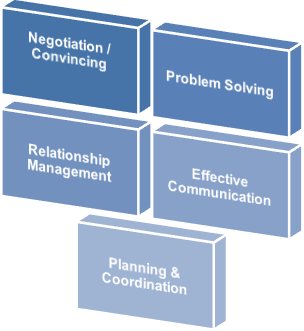 Negotiation /
Convincing
Problem Solving
Relationship
Management
Effective
Communication
Planning &
Coordination